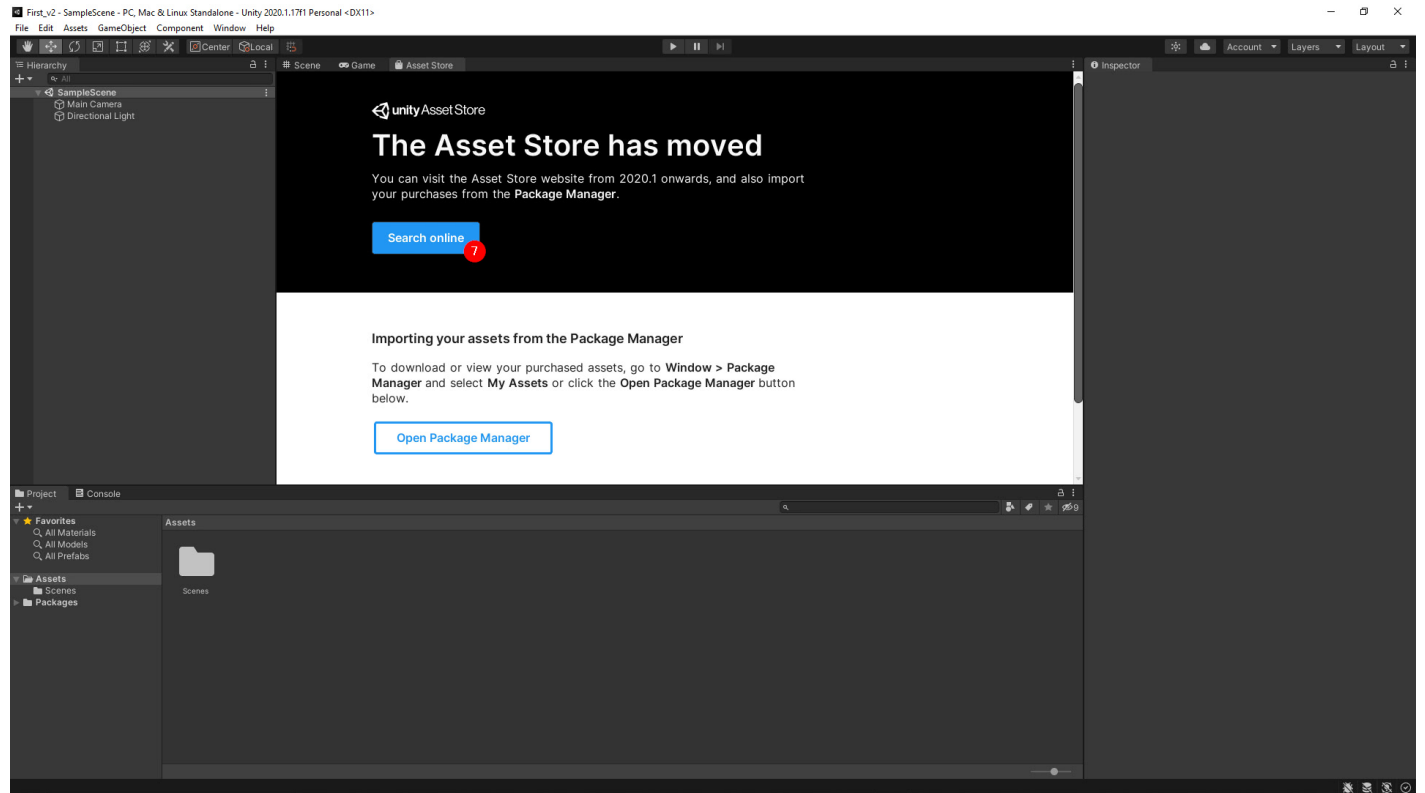 First_v2 - SampleScene - PC, Mac & Linux Standalone - Unity 2020.1.17f1 Personal <DX11>
File Edit Assets GameObject Component Window Help
Center Local
Account Layers Layout
Hierarchy
Scene Game Asset Store
Inspector
All
SampleScene
Main Camera
Directional Light
unity Asset Store
The Asset Store has moved
You can visit the Asset Store website from 2020.1 onwards, and also import
your purchases from the Package Manager.
Search online
7
Importing your assets from the Package Manager
To download or view your purchased assets, go to Window > Package
Manager and select My Assets or click the Open Package Manager button
below.
Open Package Manager
Project Console
9
Favorites
All Materials
All Models
All Prefabs
Assets
Scenes
Packages
Assets
Scenes